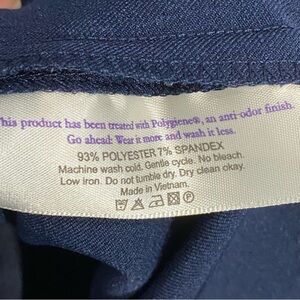 This product has been treated with Polygiene®, an anti-odor finish.
Go ahead: Wear it more and wash it less.
93% POLYESTER 7% SPANDEX
Machine wash cold. Gentle cycle. No bleach.
Low iron. Do not tumble dry. Dry clean okay.
Made in Vietnam.